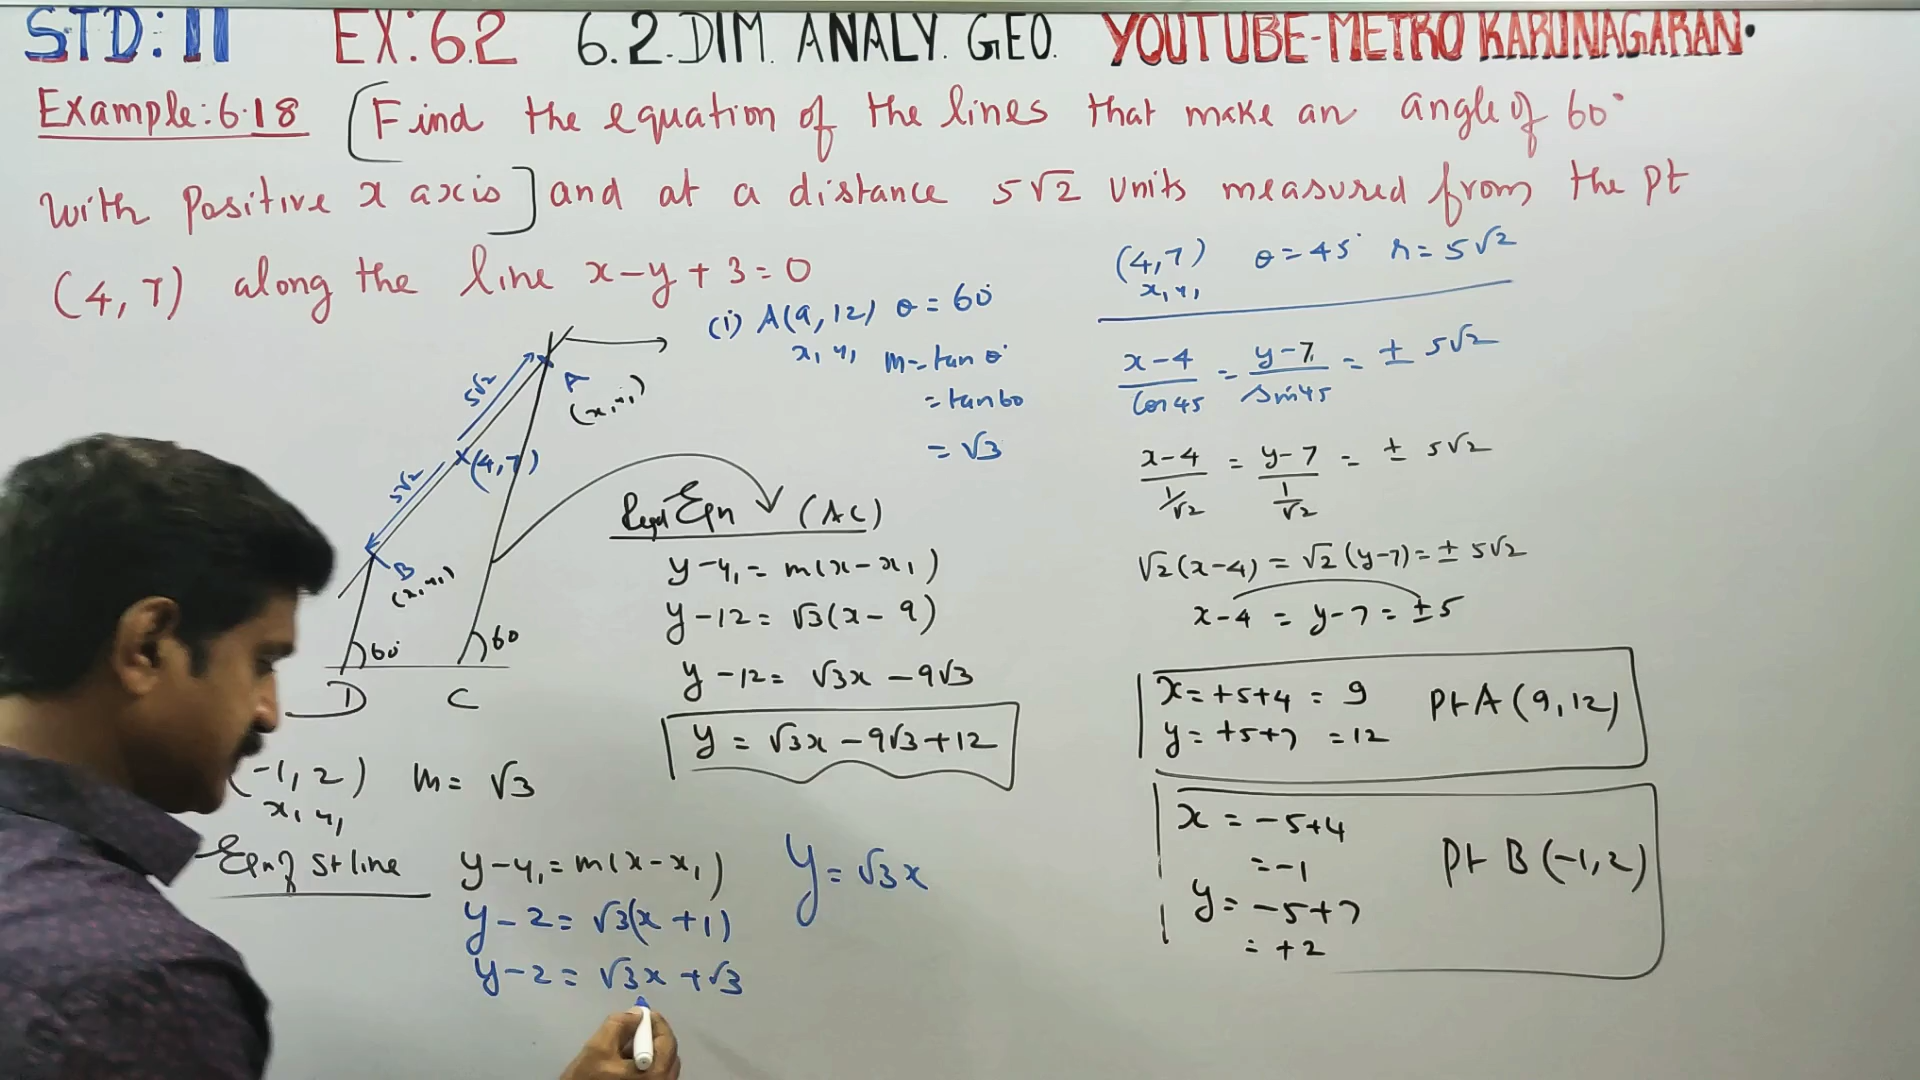 STD: 11 EX: 6.2 6.2.DIM. ANALY. GEO. YOUTUBE-METRO KARUNAGARAN.
Example: 6.18 [Find the equation of the lines that make an angle of 60°
with positive x axis] and at a distance 5√2 units measured from the pt
(4, 7) along the line x-y+3=0
5√2
A
(x₁y₁)
(4,7)
5√2
B
(x₁y₁)
60°
60
D C
(i) A(9, 12) θ = 60°
x₁ y₁ m = tan θ
= tan 60
= √3
Reqd Eqn (AC)
y-y₁ = m(x-x₁)
y-12 = √3(x-9)
y-12 = √3x - 9√3
y = √3x - 9√3+12
(-1, 2) m = √3
x₁ y₁
Eqn of St line y-y₁ = m(x-x₁)
y-2 = √3(x+1)
y-2 = √3x + √3
y = √3x
(4,7) θ = 45° r = 5√2
x₁ y₁
x-4/Cos 45 = y-7/Sin 45 = ± 5√2
x-4/1/√2 = y-7/1/√2 = ± 5√2
√2(x-4) = √2(y-7) = ± 5√2
x-4 = y-7 = ±5
x = +5+4 = 9 Pt A (9, 12)
y = +5+7 = 12
x = -5+4
= -1
Pt B (-1, 2)
y = -5+7
= +2